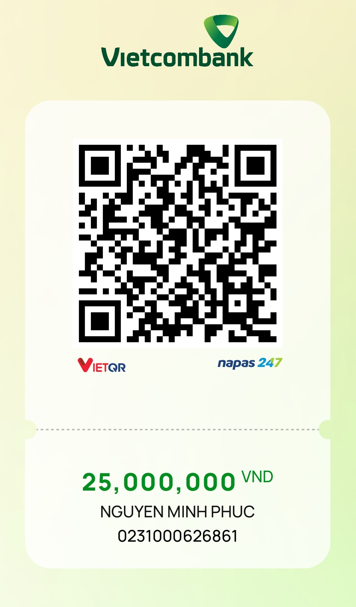 Vietcombank
VIETQR
napas 247
25,000,000 VND
NGUYEN MINH PHUC
0231000626861